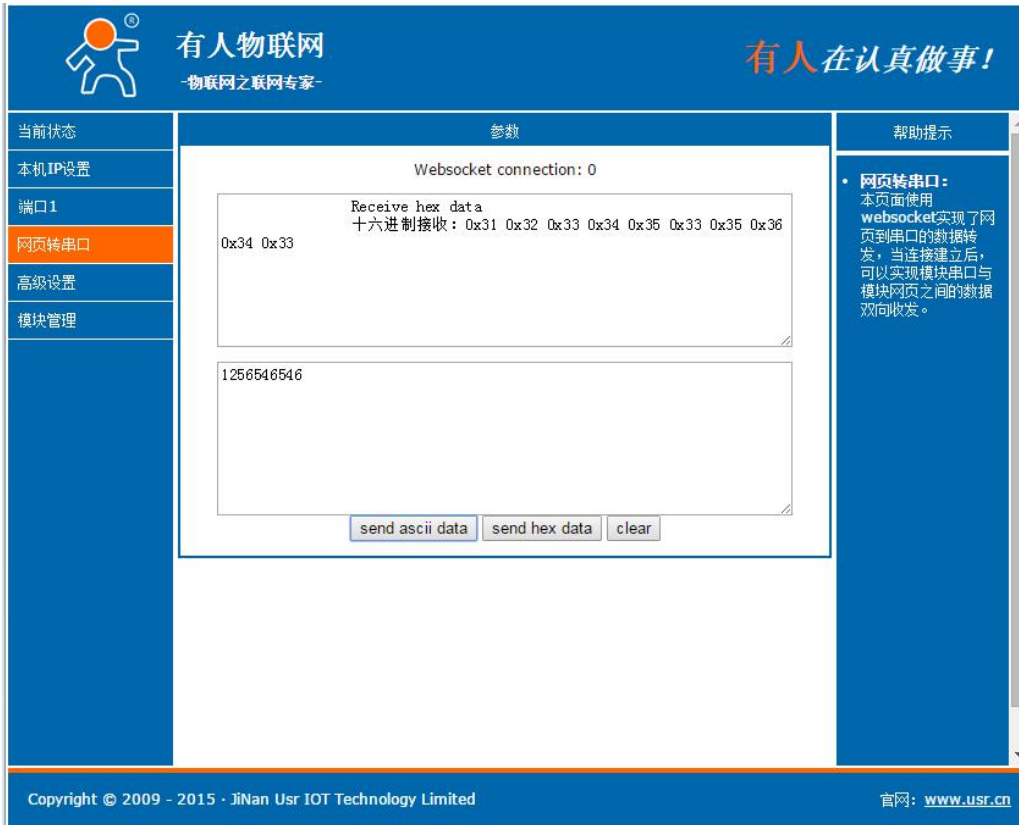 ®
有人物联网
-物联网之联网专家-
有人在认真做事!
当前状态
本机IP设置
端口1
网页转串口
高级设置
模块管理
参数
Websocket connection: 0
Receive hex data
十六进制接收: 0x31 0x32 0x33 0x34 0x35 0x33 0x35 0x36
0x34 0x33
1256546546
send ascii data send hex data clear
帮助提示
• 网页转串口:
本页面使用
websocket实现了网
页到串口的数据转
发,当连接建立后,
可以实现模块串口与
模块网页之间的数据
双向收发。
Copyright © 2009 - 2015 · JiNan Usr IOT Technology Limited
官网: www.usr.cn